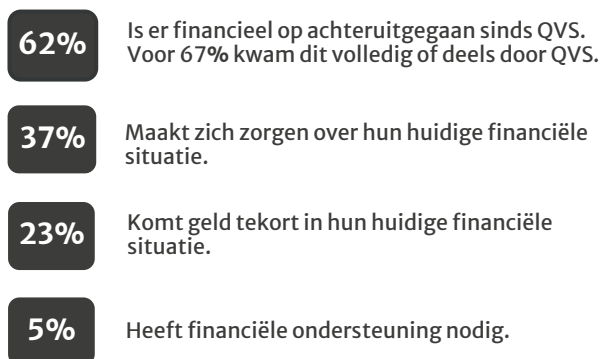 62%
Is er financieel op achteruitgegaan sinds QVS.
Voor 67% kwam dit volledig of deels door QVS.
37%
Maakt zich zorgen over hun huidige financiële
situatie.
23%
Komt geld tekort in hun huidige financiële
situatie.
5%
Heeft financiële ondersteuning nodig.